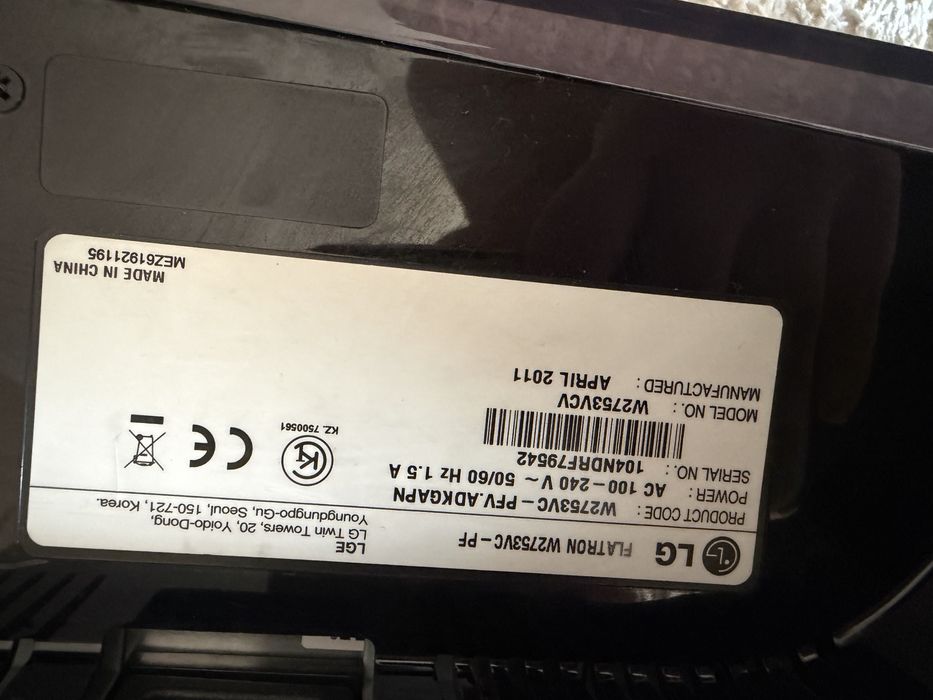 LG FLATRON W2753VC-PF
PRODUCT CODE: W2753VC-PFV.ADKGAPN
POWER: AC 100-240 V ~ 50/60 Hz 1.5 A
SERIAL NO.: 104NDRF79542
MODEL NO.: W2753VCV
MANUFACTURED: APRIL 2011
LGE
LG Twin Towers, 20, Yoido-Dong,
Youngdungpo-Gu, Seoul, 150-721, Korea.
KZ. 7500561
CE
MADE IN CHINA
MEZ61921195